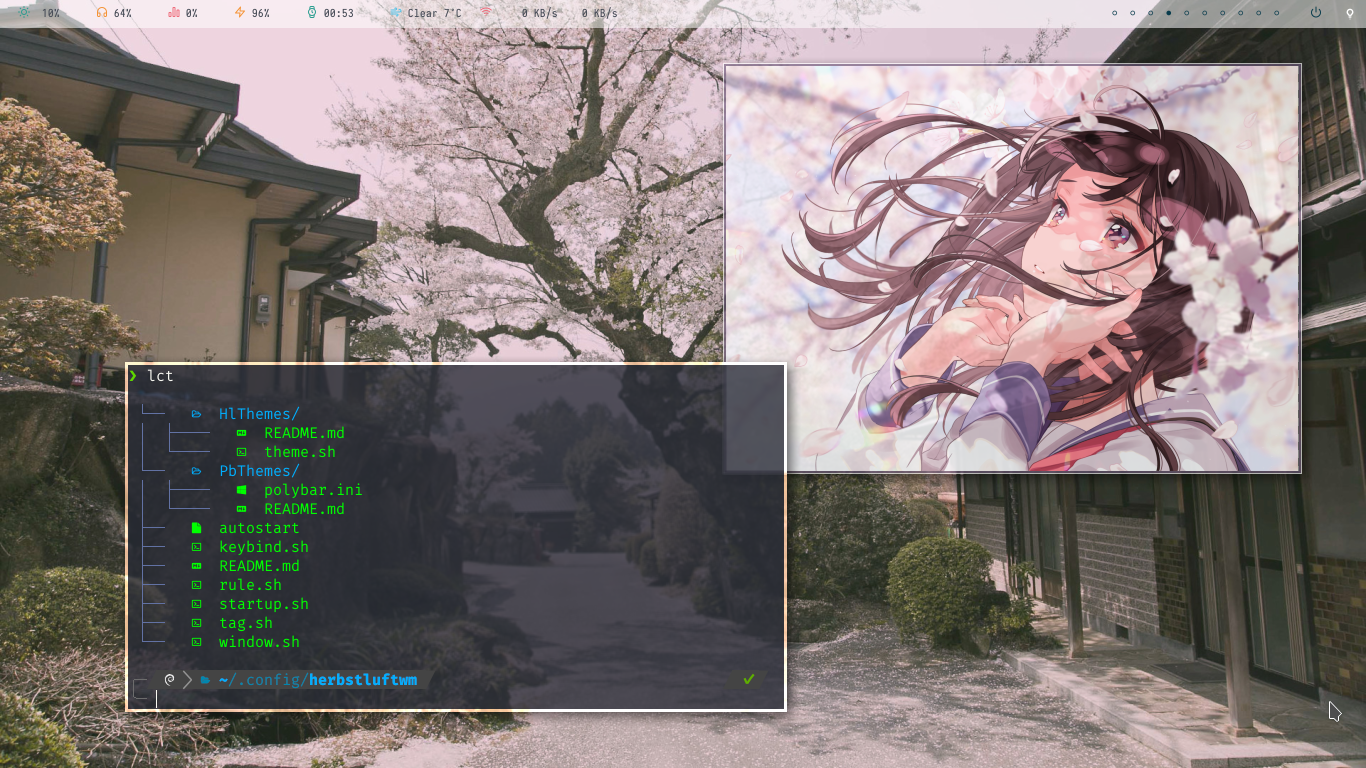 10% 64% 0% 96% 00:53 Clear 7°C 0 KB/s 0 KB/s
❯ lct
HlThemes/
README.md
theme.sh
PbThemes/
polybar.ini
README.md
autostart
keybind.sh
README.md
rule.sh
startup.sh
tag.sh
window.sh
~/.config/herbstluftwm ✓